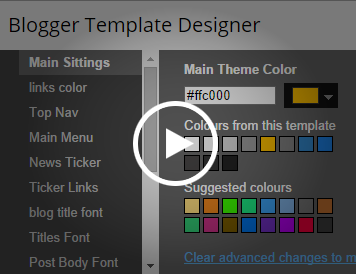 Blogger Template Designer
Main Sittings
links color
Top Nav
Main Menu
News Ticker
Ticker Links
blog title font
Titles Font
Post Body Font
Main Theme Color
#ffc000
Colours from this template
Suggested colours
Clear advanced changes to m